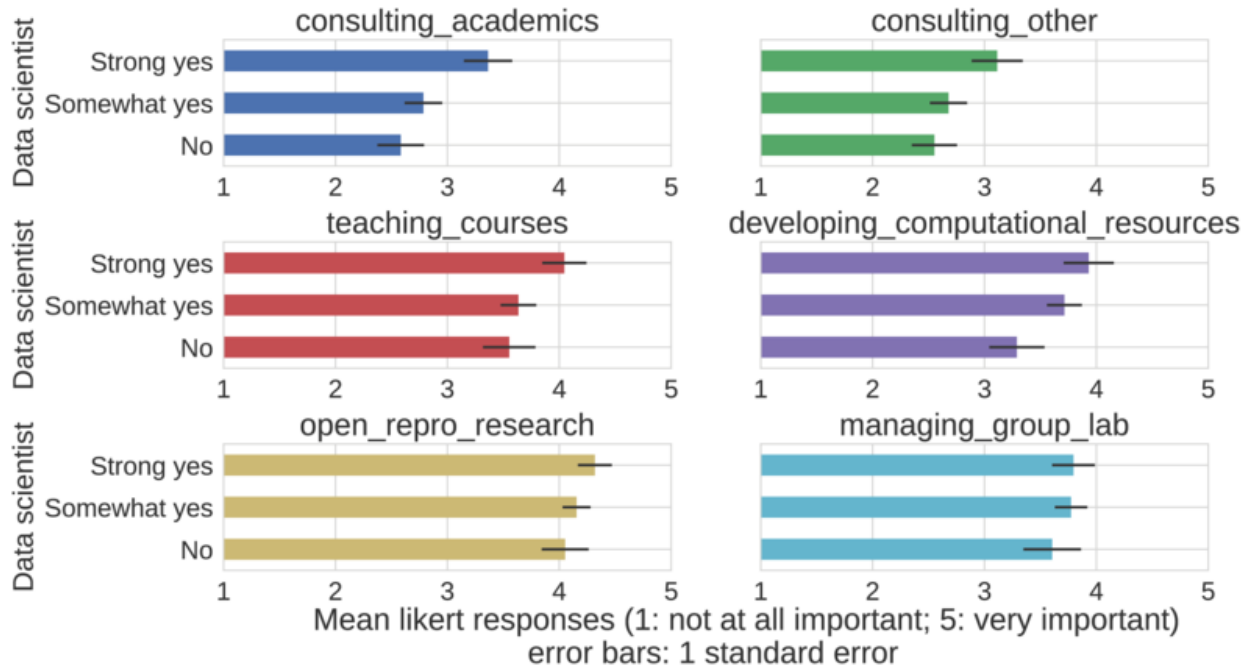 consulting_academics
consulting_other
Data scientist
Strong yes
Somewhat yes
No
1 2 3 4 5
1 2 3 4 5
teaching_courses
developing_computational_resources
Data scientist
Strong yes
Somewhat yes
No
1 2 3 4 5
1 2 3 4 5
open_repro_research
managing_group_lab
Data scientist
Strong yes
Somewhat yes
No
1 2 3 4 5
1 2 3 4 5
Mean likert responses (1: not at all important; 5: very important)
error bars: 1 standard error